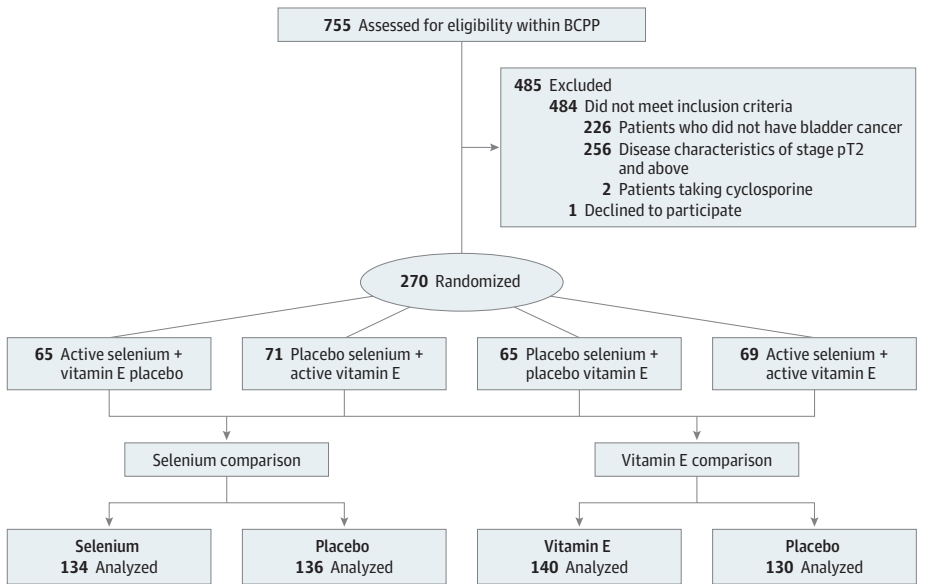 755 Assessed for eligibility within BCPP
485 Excluded
484 Did not meet inclusion criteria
226 Patients who did not have bladder cancer
256 Disease characteristics of stage pT2
and above
2 Patients taking cyclosporine
1 Declined to participate
270 Randomized
65 Active selenium +
vitamin E placebo
71 Placebo selenium +
active vitamin E
65 Placebo selenium +
placebo vitamin E
69 Active selenium +
active vitamin E
Selenium comparison
Vitamin E comparison
Selenium
134 Analyzed
Placebo
136 Analyzed
Vitamin E
140 Analyzed
Placebo
130 Analyzed